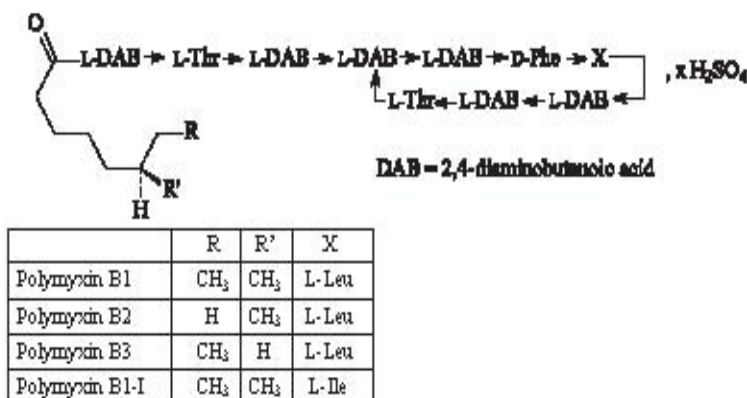 O
L-DAB → L-Thr → L-DAB → L-DAB → L-DAB → D-Phe → X
, x H₂SO₄
L-Thr ← L-DAB ← L-DAB
R
R'
H
DAB = 2,4-diaminobutanoic acid
R R' X
Polymyxin B1 CH₃ CH₃ L-Leu
Polymyxin B2 H CH₃ L-Leu
Polymyxin B3 CH₃ H L-Leu
Polymyxin B1-I CH₃ CH₃ L-Ile